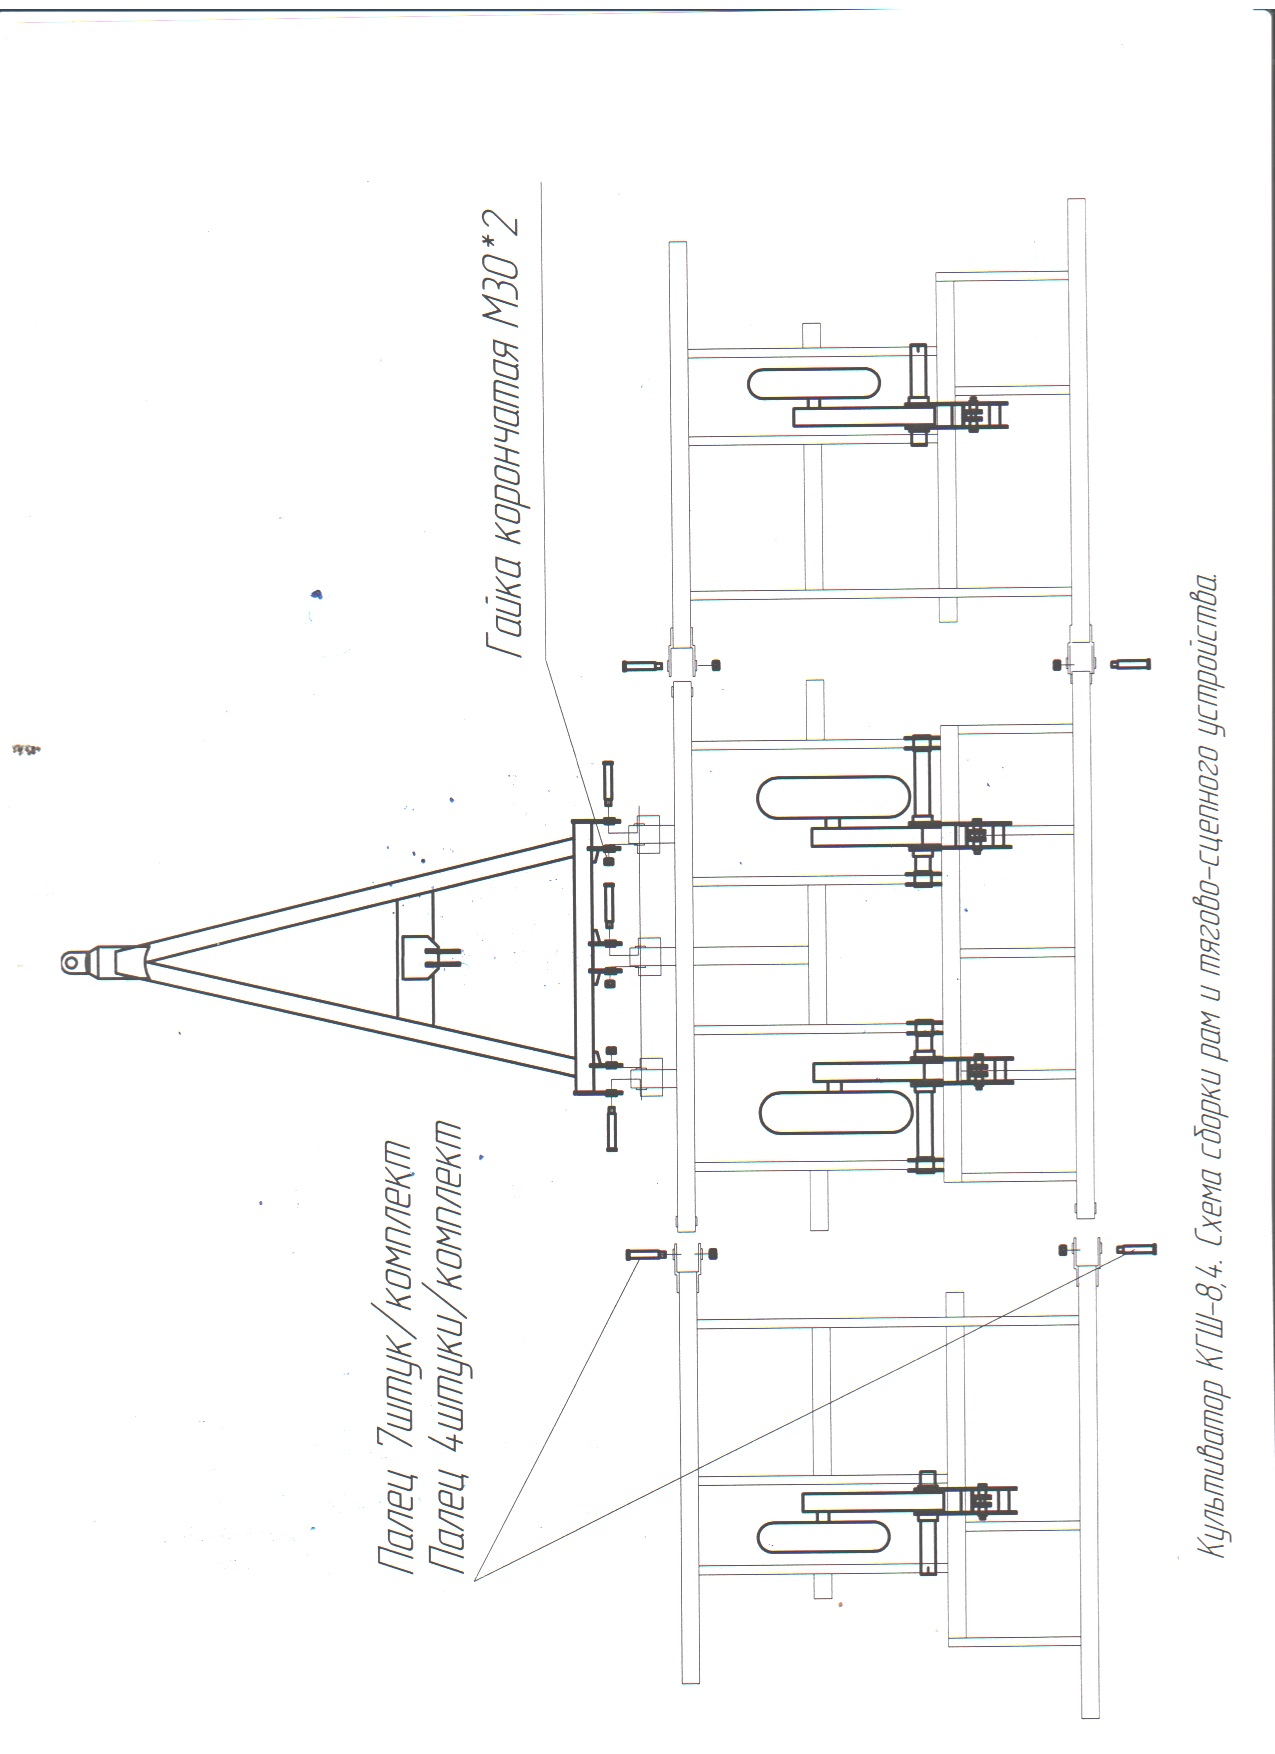 Гайка корончатая М30*2
Палец 7штук/комплект
Палец 4штуки/комплект
Культиватор КГШ-8,4. Схема сборки рам и тягово-сцепного устройства.